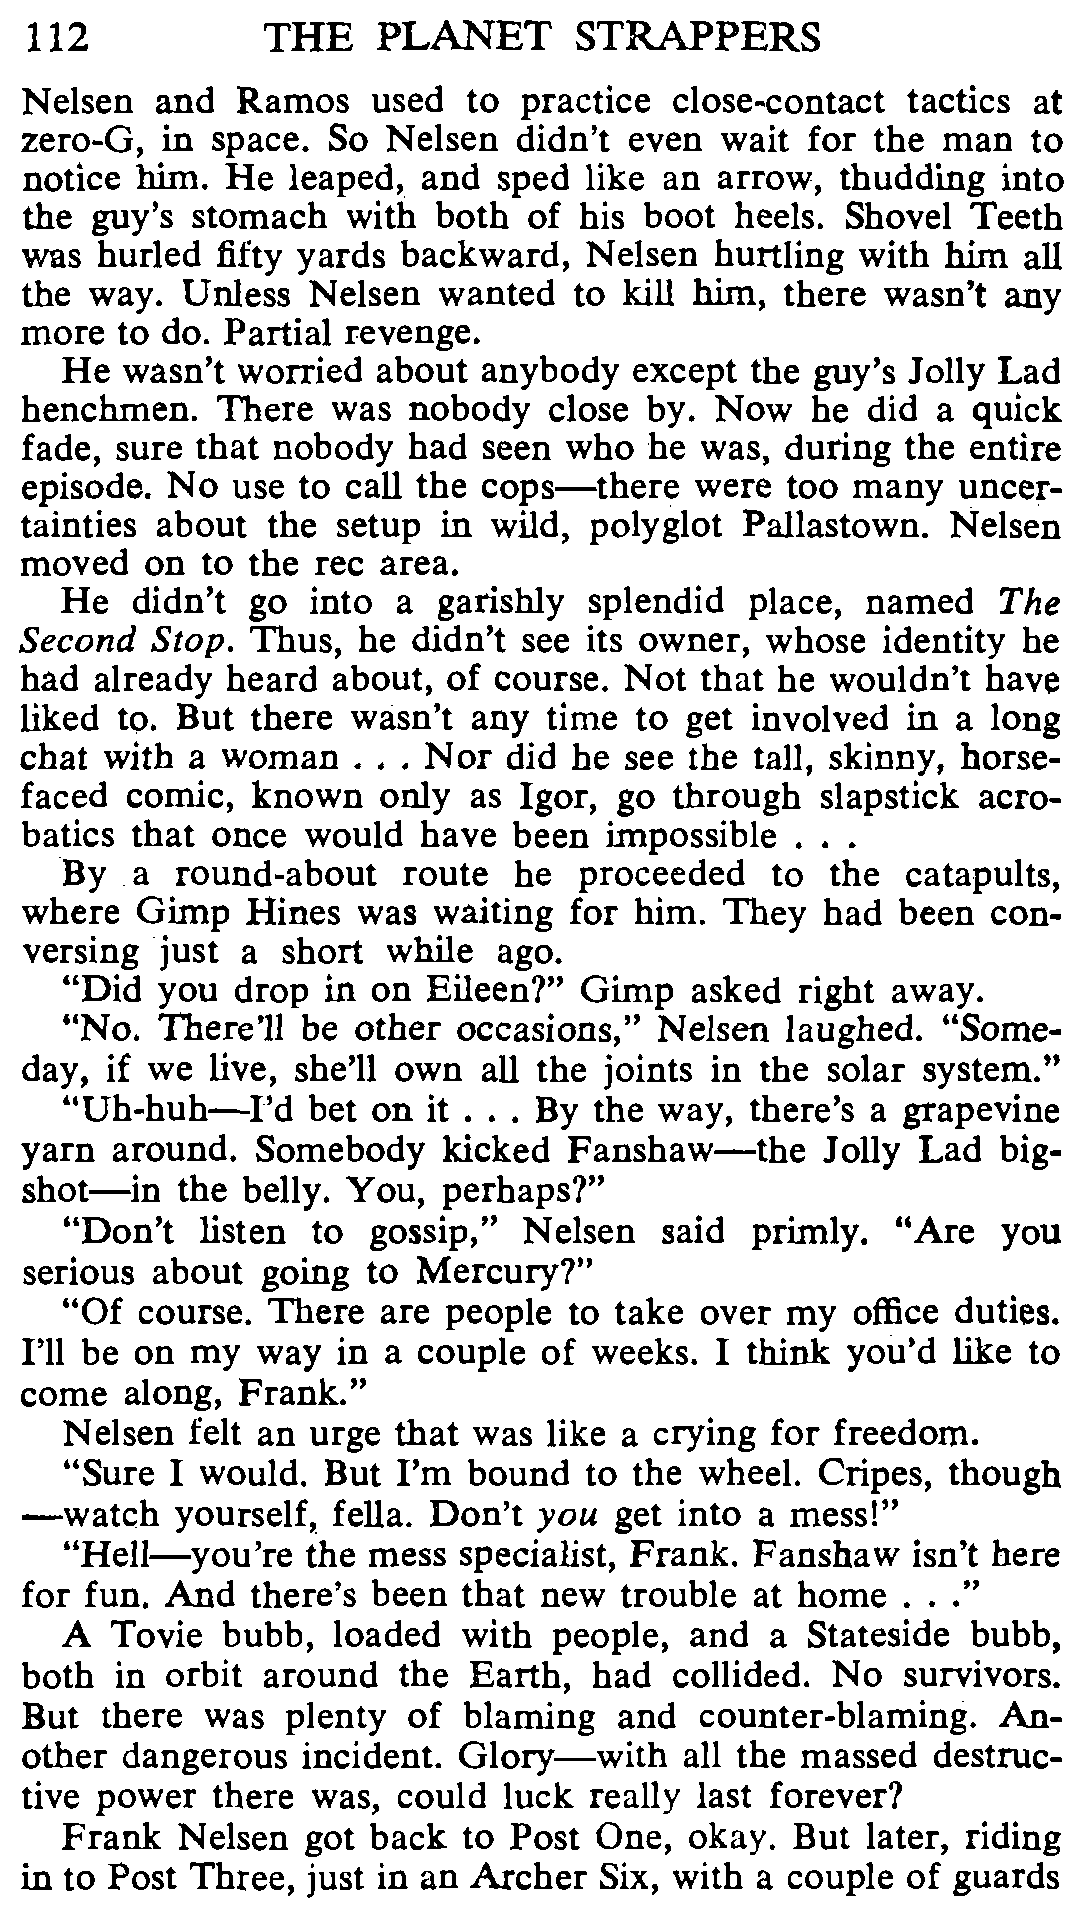 112 THE PLANET STRAPPERS
Nelsen and Ramos used to practice close-contact tactics at
zero-G, in space. So Nelsen didn't even wait for the man to
notice him. He leaped, and sped like an arrow, thudding into
the guy's stomach with both of his boot heels. Shovel Teeth
was hurled fifty yards backward, Nelsen hurtling with him all
the way. Unless Nelsen wanted to kill him, there wasn't any
more to do. Partial revenge.
He wasn't worried about anybody except the guy's Jolly Lad
henchmen. There was nobody close by. Now he did a quick
fade, sure that nobody had seen who he was, during the entire
episode. No use to call the cops—there were too many uncer-
tainties about the setup in wild, polyglot Pallastown. Nelsen
moved on to the rec area.
He didn't go into a garishly splendid place, named The
Second Stop. Thus, he didn't see its owner, whose identity he
had already heard about, of course. Not that he wouldn't have
liked to. But there wasn't any time to get involved in a long
chat with a woman . . . Nor did he see the tall, skinny, horse-
faced comic, known only as Igor, go through slapstick acro-
batics that once would have been impossible . . .
By a round-about route he proceeded to the catapults,
where Gimp Hines was waiting for him. They had been con-
versing just a short while ago.
"Did you drop in on Eileen?" Gimp asked right away.
"No. There'll be other occasions," Nelsen laughed. "Some-
day, if we live, she'll own all the joints in the solar system."
"Uh-huh—I'd bet on it . . . By the way, there's a grapevine
yarn around. Somebody kicked Fanshaw—the Jolly Lad big-
shot—in the belly. You, perhaps?"
"Don't listen to gossip," Nelsen said primly. "Are you
serious about going to Mercury?"
"Of course. There are people to take over my office duties.
I'll be on my way in a couple of weeks. I think you'd like to
come along, Frank."
Nelsen felt an urge that was like a crying for freedom.
"Sure I would. But I'm bound to the wheel. Cripes, though
—watch yourself, fella. Don't you get into a mess!"
"Hell—you're the mess specialist, Frank. Fanshaw isn't here
for fun. And there's been that new trouble at home . . ."
A Tovie bubb, loaded with people, and a Stateside bubb,
both in orbit around the Earth, had collided. No survivors.
But there was plenty of blaming and counter-blaming. An-
other dangerous incident. Glory—with all the massed destruc-
tive power there was, could luck really last forever?
Frank Nelsen got back to Post One, okay. But later, riding
in to Post Three, just in an Archer Six, with a couple of guards